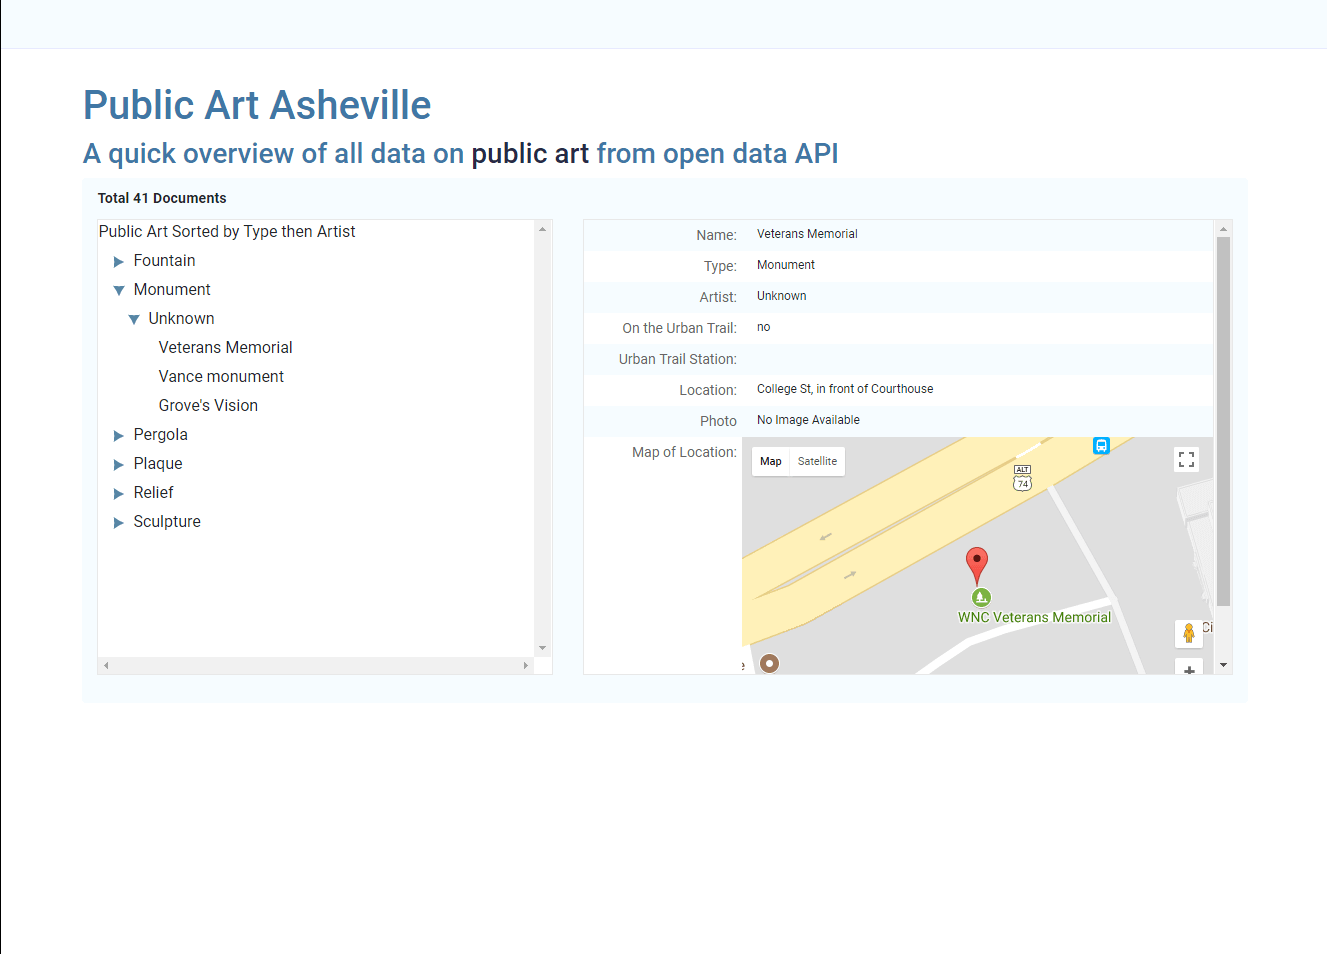 Public Art Asheville
A quick overview of all data on public art from open data API
Total 41 Documents
Public Art Sorted by Type then Artist
Fountain
Monument
Unknown
Veterans Memorial
Vance monument
Grove's Vision
Pergola
Plaque
Relief
Sculpture
Name: Veterans Memorial
Type: Monument
Artist: Unknown
On the Urban Trail: no
Urban Trail Station:
Location: College St, in front of Courthouse
Photo No Image Available
Map of Location:
Map Satellite
ALT
74
WNC Veterans Memorial
Ci
e